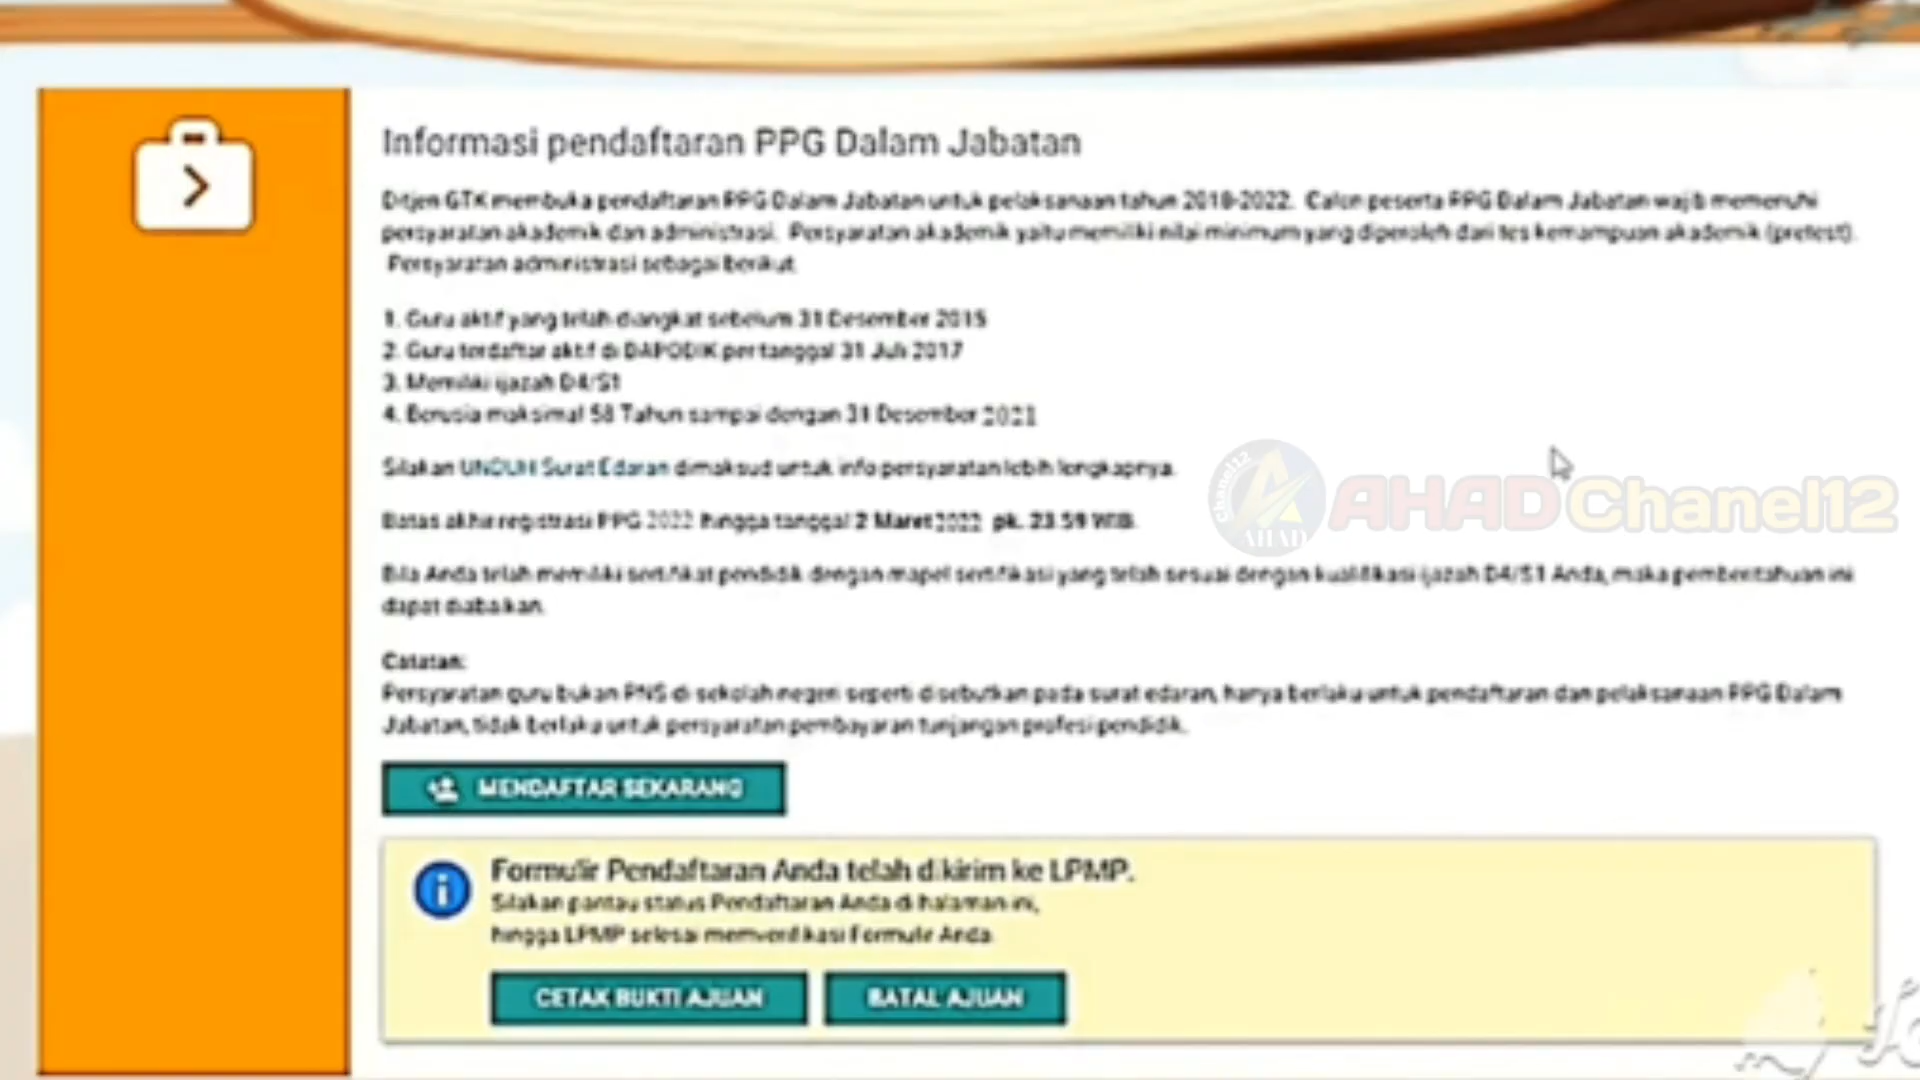 Informasi pendaftaran PPG Dalam Jabatan
Ditjen GTK membuka pendaftaran PPG Dalam Jabatan untuk pelaksanaan tahun 2018-2022. Calon peserta PPG Dalam Jabatan wajib memenuhi
persyaratan akademik dan administrasi. Persyaratan akademik yaitu memiliki nilai minimum yang diperoleh dari tes kemampuan akademik (pretest).
Persyaratan administrasi sebagai berikut
1. Guru aktif yang telah diangkat sebelum 31 Desember 2015
2. Guru terdaftar aktif di DAPODIK per tanggal 31 Juli 2017
3. Memiliki ijazah D4/S1
4. Berusia maksimal 58 Tahun sampai dengan 31 Desember 2021
Silakan UNDUH Surat Edaran dimaksud untuk info persyaratan lebih lengkapnya.
Chanel12
AHAD
AHAD Chanel12
Batas akhir registrasi PPG 2022 hingga tanggal 2 Maret 2022 pk. 23.59 WIB.
Bila Anda telah memiliki sertifikat pendidik dengan mapel sertifikasi yang telah sesuai dengan kualifikasi ijazah D4/S1 Anda, maka pemberitahuan ini
dapat diabaikan.
Catatan:
Persyaratan guru bukan PNS di sekolah negeri seperti disebutkan pada surat edaran, hanya berlaku untuk pendaftaran dan pelaksanaan PPG Dalam
Jabatan, tidak berlaku untuk persyaratan pembayaran tunjangan profesi pendidik.
MENDAFTAR SEKARANG
Formulir Pendaftaran Anda telah dikirim ke LPMP.
Silakan pantau status Pendaftaran Anda di halaman ini,
hingga LPMP selesai memverifikasi Formulir Anda.
CETAK BUKTI AJUAN
BATAL AJUAN